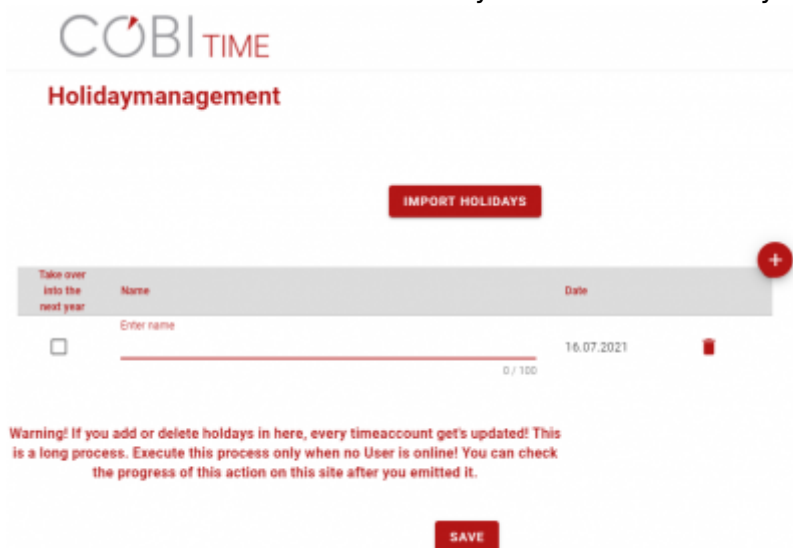 COBI TIME
Holidaymanagement
IMPORT HOLIDAYS
+
Take over
into the
next year
Name
Date
Enter name
16.07.2021
0 / 100
Warning! If you add or delete holdays in here, every timeaccount get's updated! This
is a long process. Execute this process only when no User is online! You can check
the progress of this action on this site after you emitted it.
SAVE